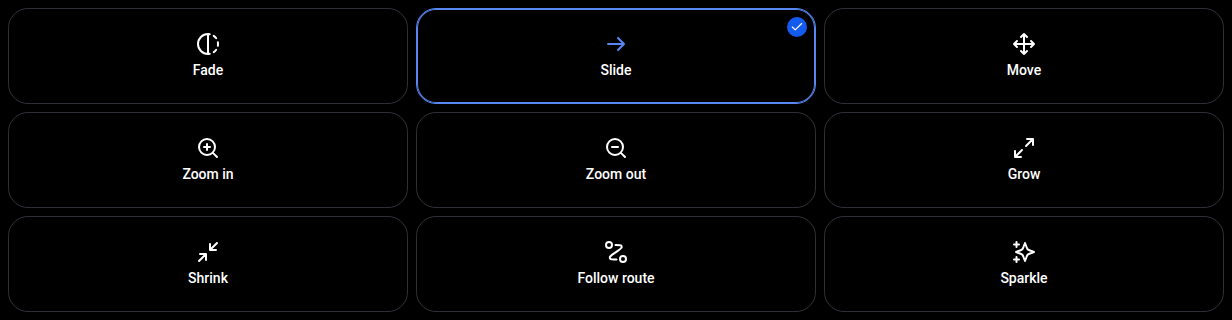 Fade
Slide
Move
Zoom in
Zoom out
Grow
Shrink
Follow route
Sparkle